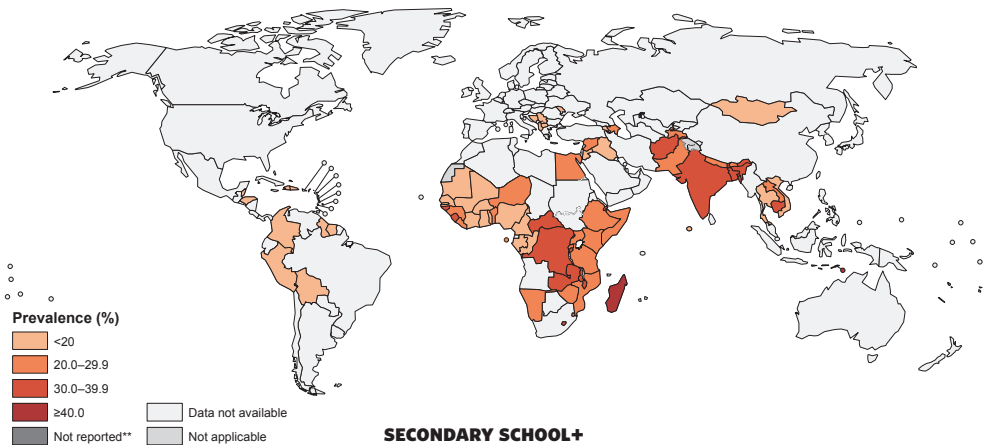 Prevalence (%)
<20
20.0–29.9
30.0–39.9
≥40.0
Not reported**
Data not available
Not applicable
SECONDARY SCHOOL+